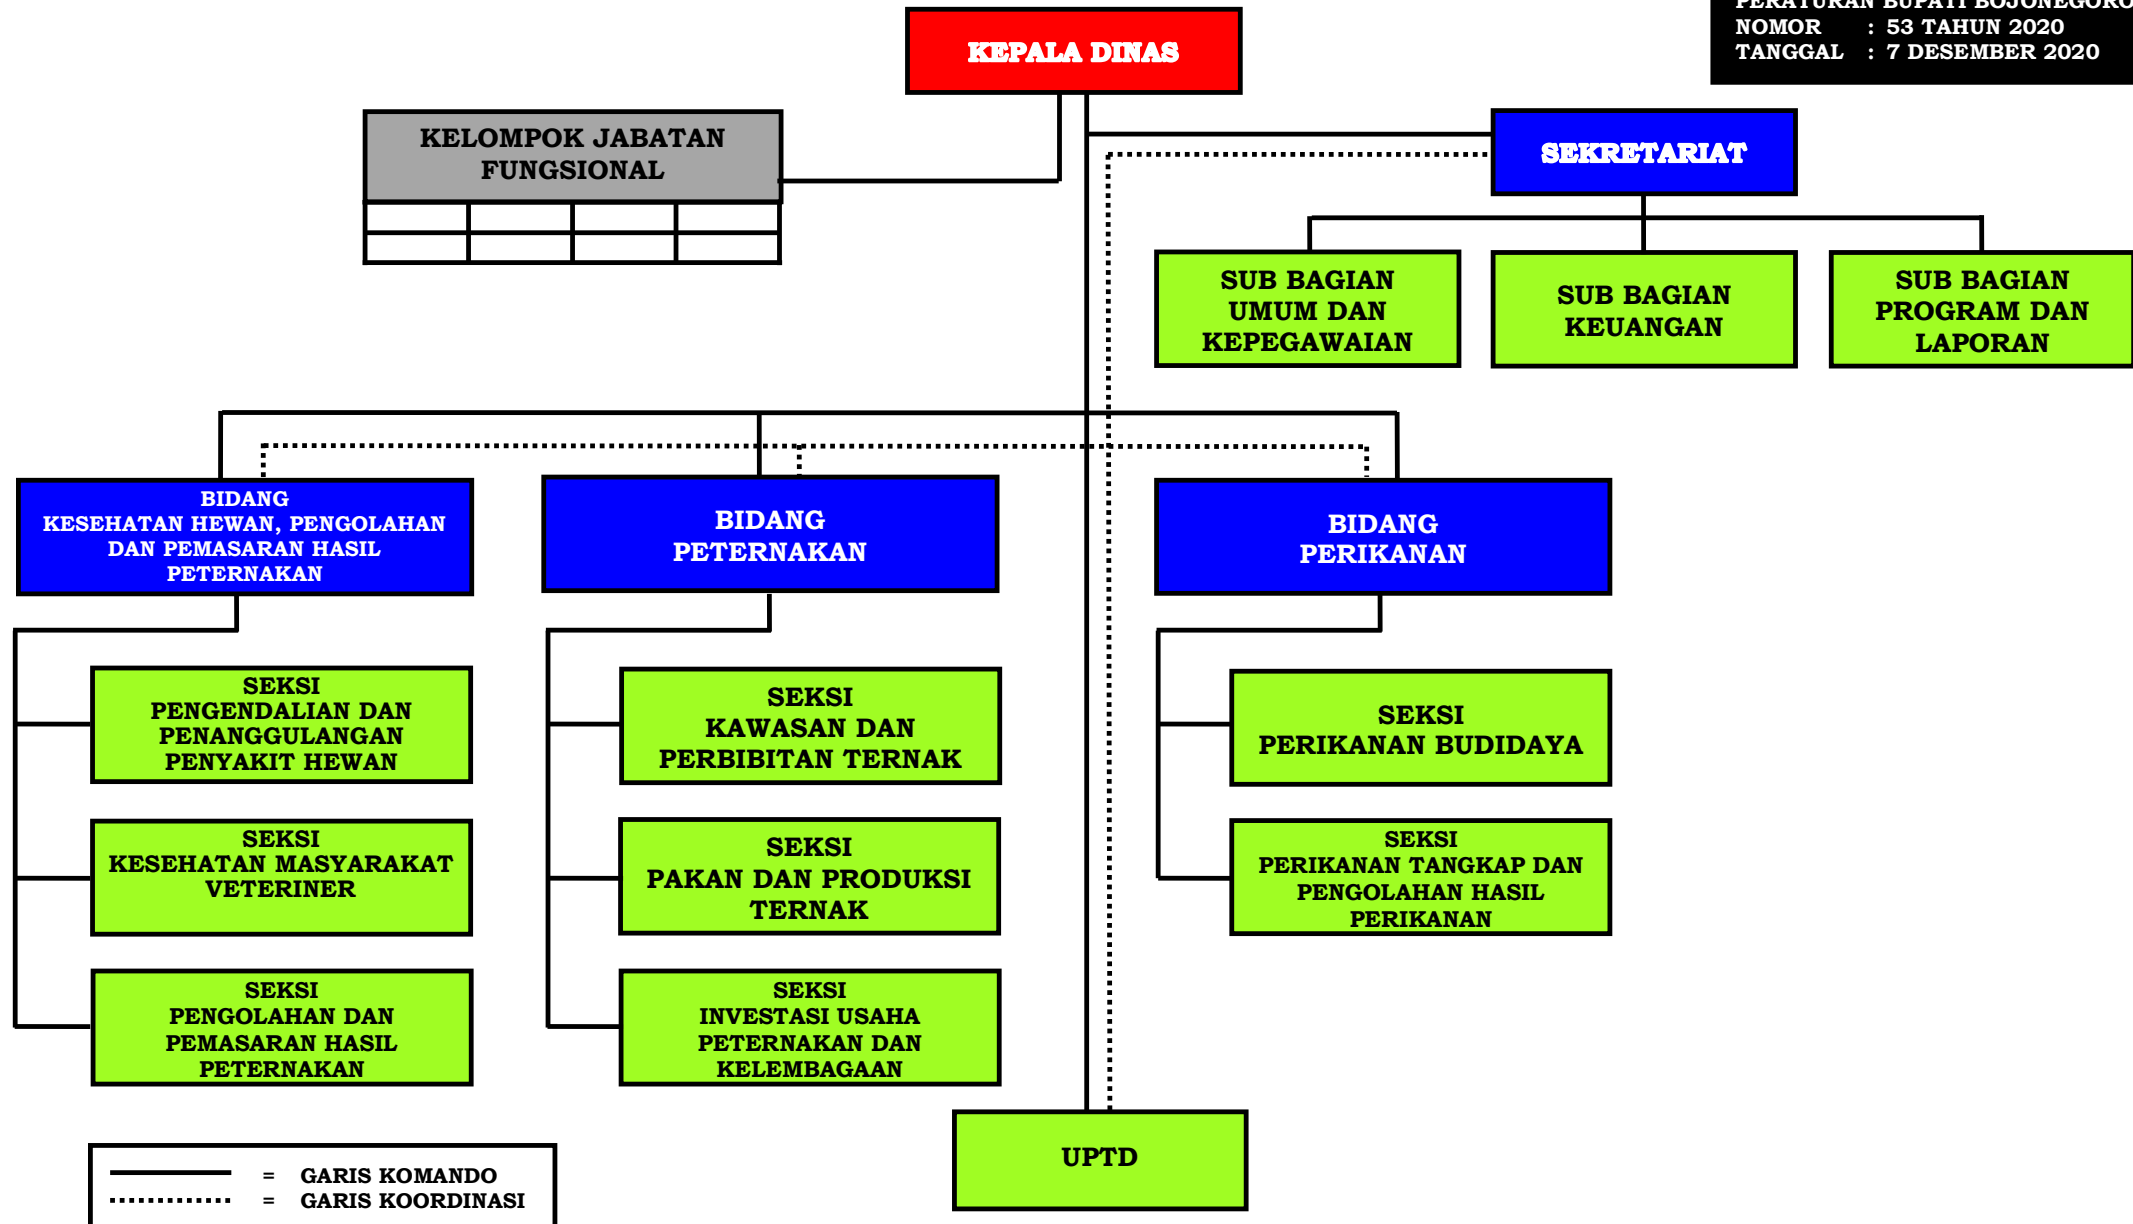 PERATURAN BUPATI BOJONEGORO
NOMOR : 53 TAHUN 2020
TANGGAL : 7 DESEMBER 2020
KEPALA DINAS
KELOMPOK JABATAN
FUNGSIONAL
SEKRETARIAT
SUB BAGIAN
UMUM DAN
KEPEGAWAIAN
SUB BAGIAN
KEUANGAN
SUB BAGIAN
PROGRAM DAN
LAPORAN
BIDANG
KESEHATAN HEWAN, PENGOLAHAN
DAN PEMASARAN HASIL
PETERNAKAN
BIDANG
PETERNAKAN
BIDANG
PERIKANAN
SEKSI
PENGENDALIAN DAN
PENANGGULANGAN
PENYAKIT HEWAN
SEKSI
KESEHATAN MASYARAKAT
VETERINER
SEKSI
PENGOLAHAN DAN
PEMASARAN HASIL
PETERNAKAN
SEKSI
KAWASAN DAN
PERBIBITAN TERNAK
SEKSI
PAKAN DAN PRODUKSI
TERNAK
SEKSI
INVESTASI USAHA
PETERNAKAN DAN
KELEMBAGAAN
SEKSI
PERIKANAN BUDIDAYA
SEKSI
PERIKANAN TANGKAP DAN
PENGOLAHAN HASIL
PERIKANAN
UPTD
= GARIS KOMANDO
= GARIS KOORDINASI